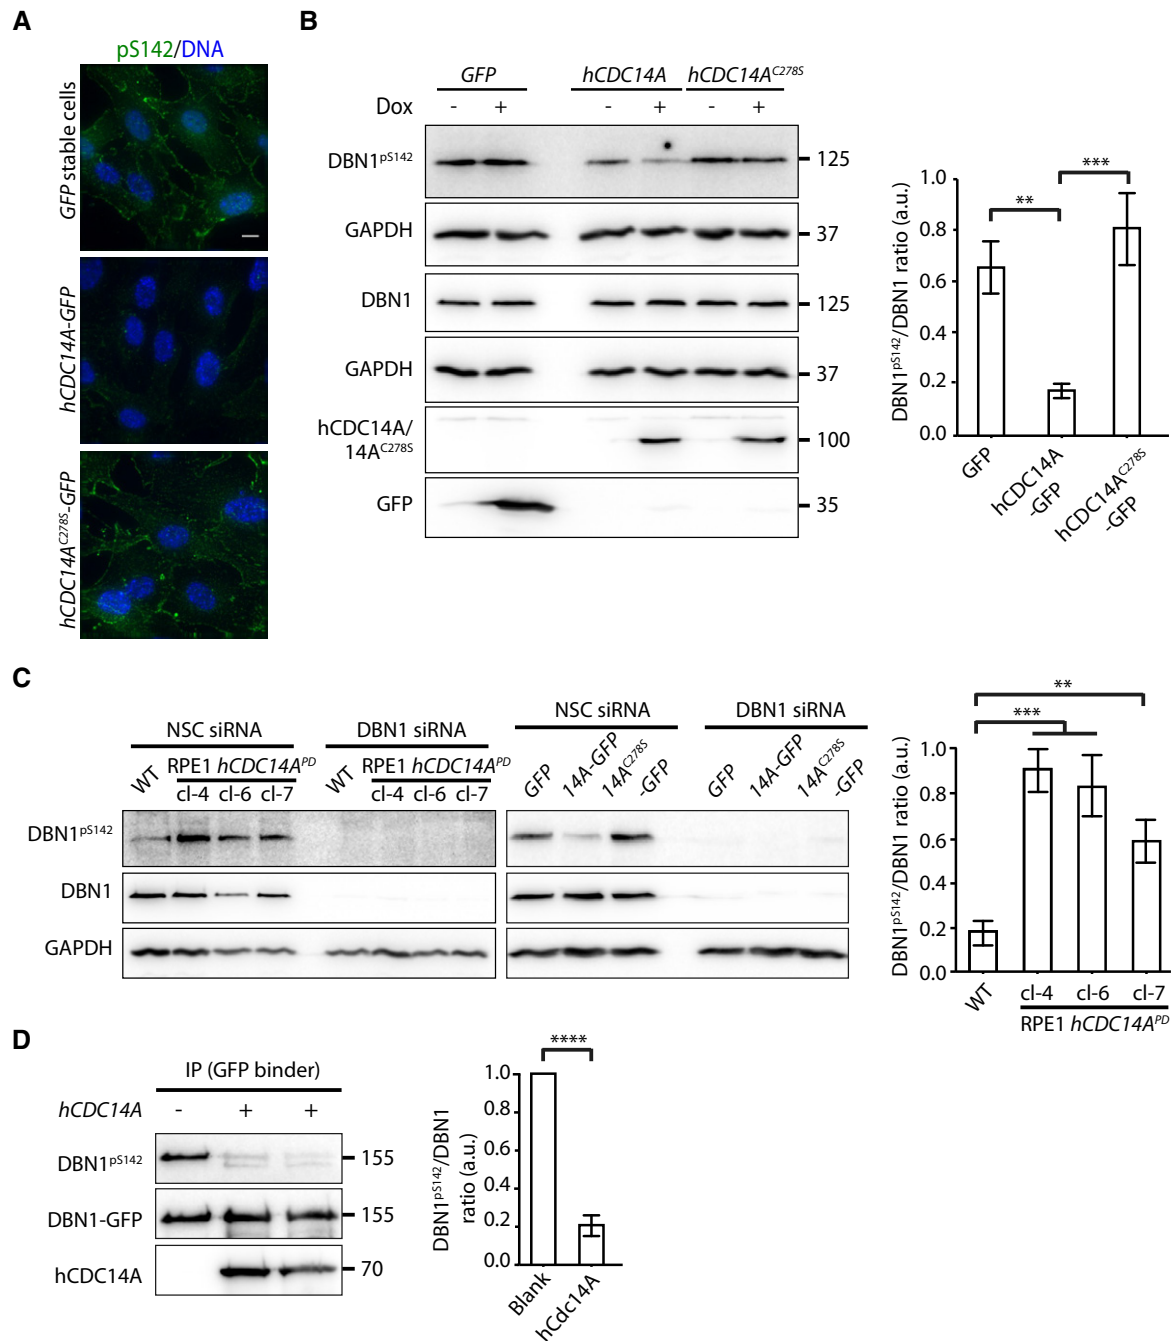 A
pS142/DNA
GFP stable cells
hCDC14A-GFP
hCDC14A^C278S-GFP
B
GFP hCDC14A hCDC14A^C278S
Dox - + - + - +
DBN1^pS142 125
GAPDH 37
DBN1 125
GAPDH 37
hCDC14A/
14A^C278S 100
GFP 35
DBN1^pS142/DBN1 ratio (a.u.)
1.0
0.8
0.6
0.4
0.2
0.0
** ***
GFP
hCDC14A
-GFP
hCDC14A^C278S
-GFP
C
NSC siRNA DBN1 siRNA
WT RPE1 hCDC14A^PD WT RPE1 hCDC14A^PD
cl-4 cl-6 cl-7 cl-4 cl-6 cl-7
NSC siRNA DBN1 siRNA
GFP 14A-GFP 14A^C278S -GFP GFP 14A-GFP 14A^C278S -GFP
DBN1^pS142
DBN1
GAPDH
DBN1^pS142/DBN1 ratio (a.u.)
1.0
0.8
0.6
0.4
0.2
0.0
**
***
WT cl-4 cl-6 cl-7
RPE1 hCDC14A^PD
D
IP (GFP binder)
hCDC14A - + +
DBN1^pS142 155
DBN1-GFP 155
hCDC14A 70
DBN1^pS142/DBN1
ratio (a.u.)
1.0
0.8
0.6
0.4
0.2
0.0
****
Blank
hCdc14A